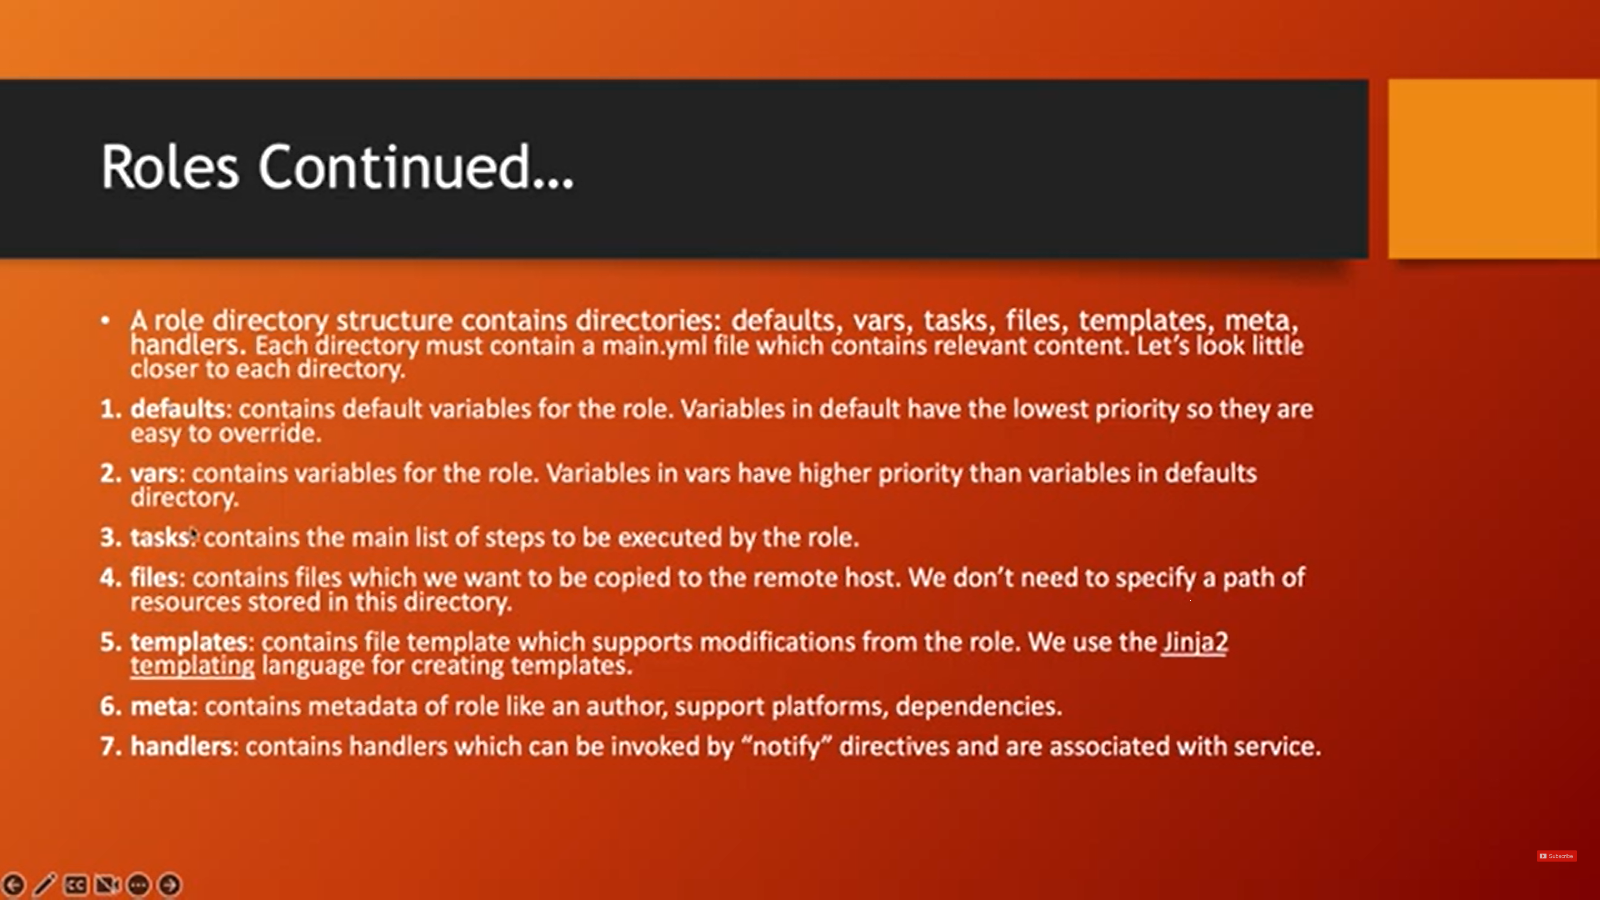 Roles Continued...
• A role directory structure contains directories: defaults, vars, tasks, files, templates, meta,
handlers. Each directory must contain a main.yml file which contains relevant content. Let’s look little
closer to each directory.
1. defaults: contains default variables for the role. Variables in default have the lowest priority so they are
easy to override.
2. vars: contains variables for the role. Variables in vars have higher priority than variables in defaults
directory.
3. tasks: contains the main list of steps to be executed by the role.
4. files: contains files which we want to be copied to the remote host. We don’t need to specify a path of
resources stored in this directory.
5. templates: contains file template which supports modifications from the role. We use the Jinja2
templating language for creating templates.
6. meta: contains metadata of role like an author, support platforms, dependencies.
7. handlers: contains handlers which can be invoked by “notify” directives and are associated with service.
Subscribe
CC